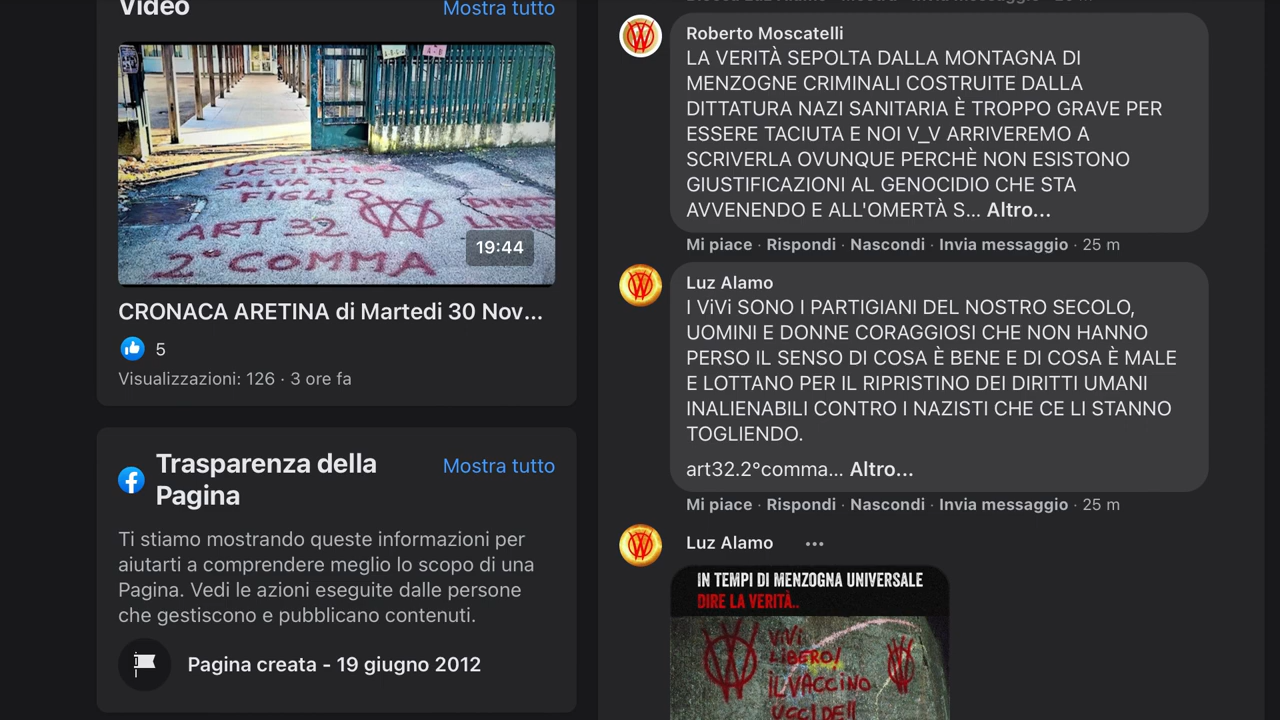 Video
Mostra tutto
UCCIDONO
SALVA TUO
FIGLIO
ART 32
2° COMMA
19:44
CRONACA ARETINA di Martedi 30 Nov...
5
Visualizzazioni: 126 · 3 ore fa
Trasparenza della
Pagina
Mostra tutto
Ti stiamo mostrando queste informazioni per
aiutarti a comprendere meglio lo scopo di una
Pagina. Vedi le azioni eseguite dalle persone
che gestiscono e pubblicano contenuti.
Pagina creata - 19 giugno 2012
Roberto Moscatelli
LA VERITÀ SEPOLTA DALLA MONTAGNA DI
MENZOGNE CRIMINALI COSTRUITE DALLA
DITTATURA NAZI SANITARIA È TROPPO GRAVE PER
ESSERE TACIUTA E NOI V_V ARRIVEREMO A
SCRIVERLA OVUNQUE PERCHÈ NON ESISTONO
GIUSTIFICAZIONI AL GENOCIDIO CHE STA
AVVENENDO E ALL'OMERTÀ S... Altro...
Mi piace · Rispondi · Nascondi · Invia messaggio · 25 m
Luz Alamo
I ViVi SONO I PARTIGIANI DEL NOSTRO SECOLO,
UOMINI E DONNE CORAGGIOSI CHE NON HANNO
PERSO IL SENSO DI COSA È BENE E DI COSA È MALE
E LOTTANO PER IL RIPRISTINO DEI DIRITTI UMANI
INALIENABILI CONTRO I NAZISTI CHE CE LI STANNO
TOGLIENDO.
art32.2°comma... Altro...
Mi piace · Rispondi · Nascondi · Invia messaggio · 25 m
Luz Alamo
IN TEMPI DI MENZOGNA UNIVERSALE
DIRE LA VERITÀ..
ViVi
LIBERO!
IL VACCINO
UCCIDE!!